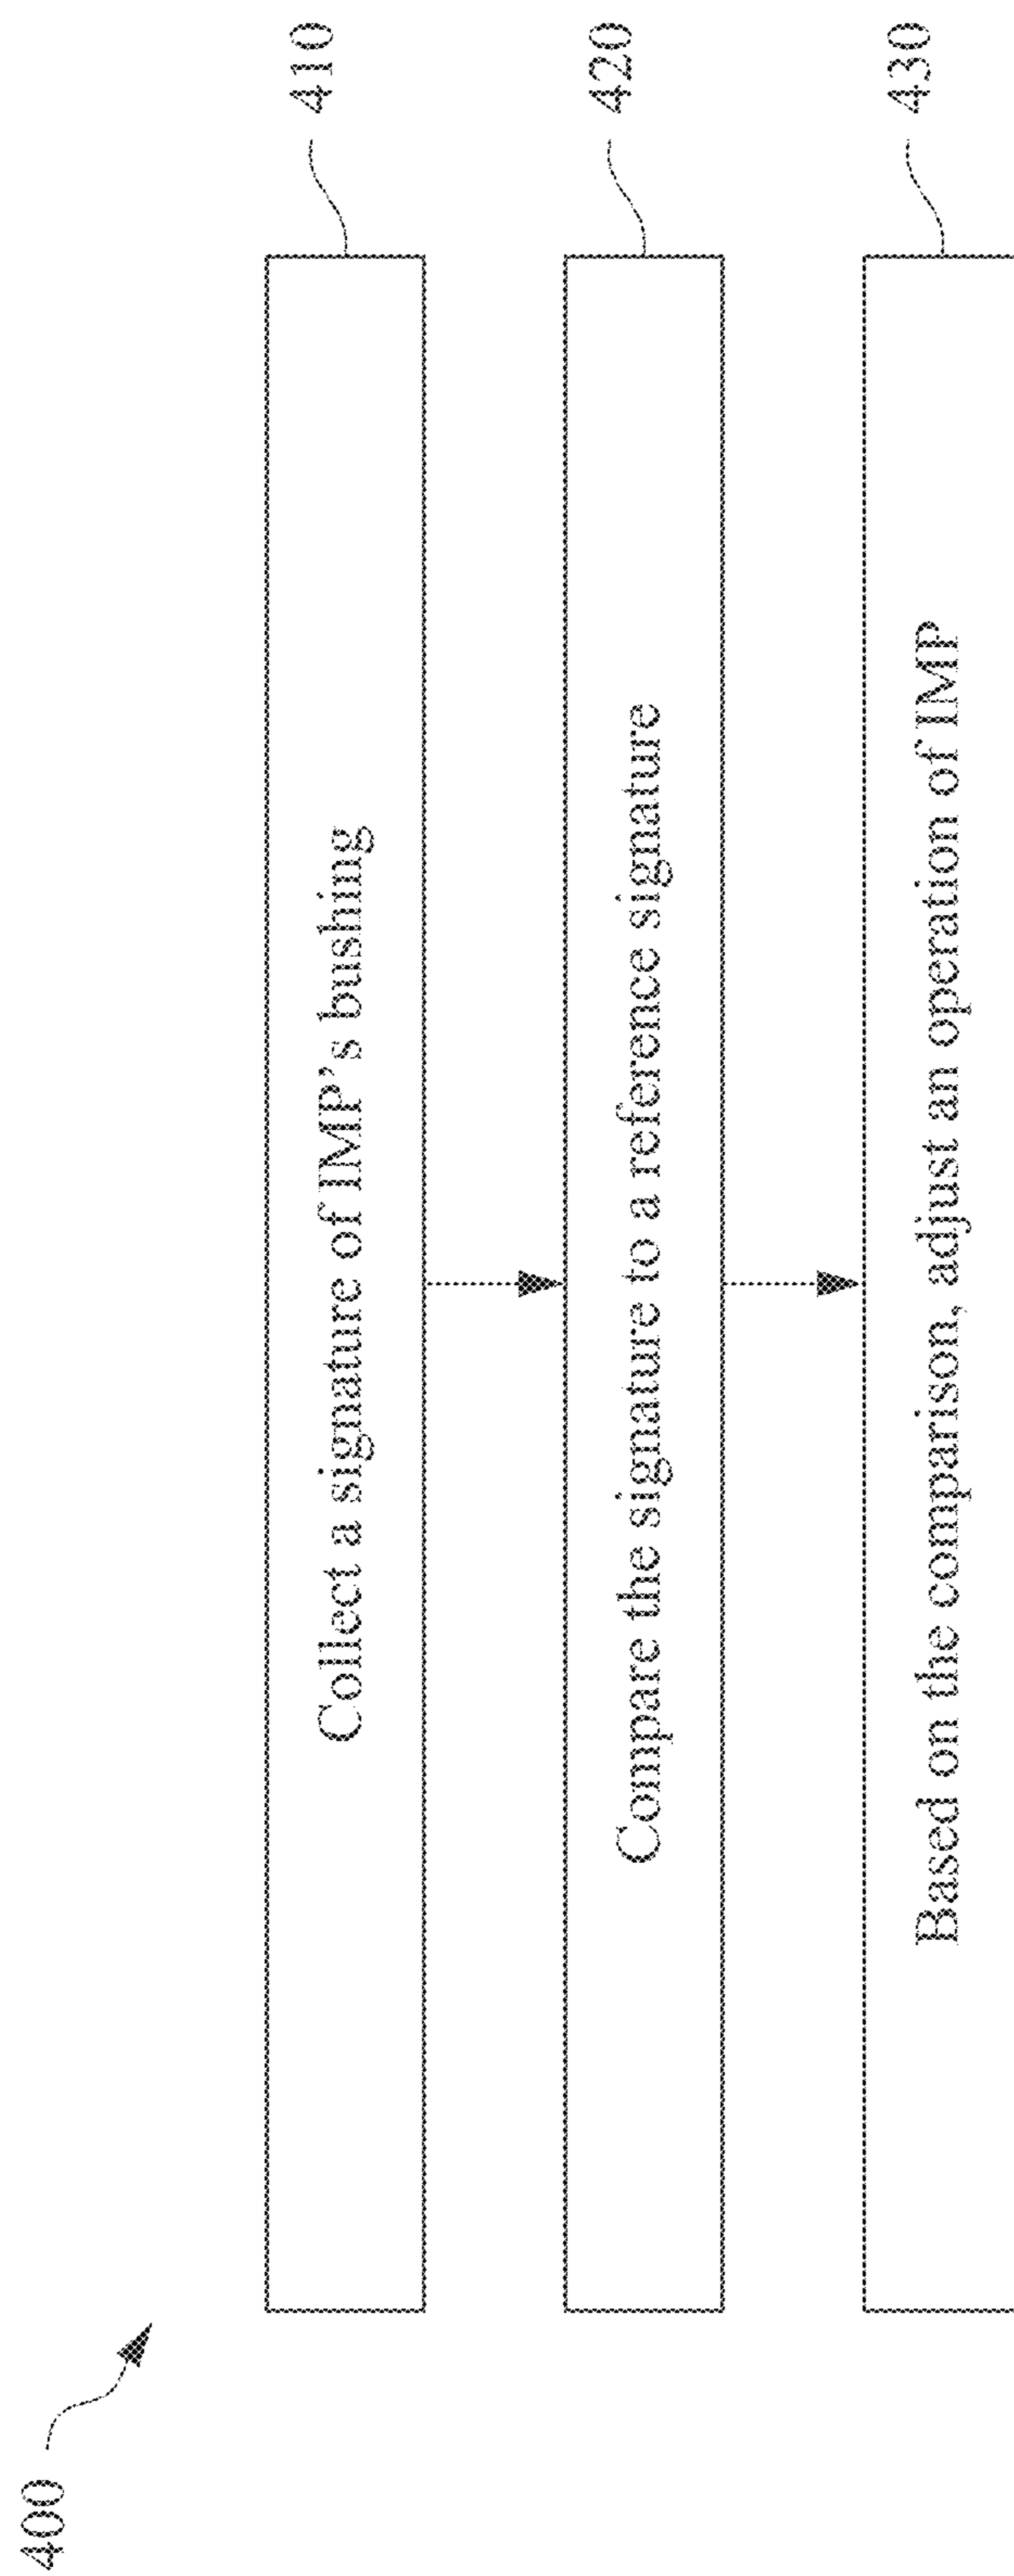 400
Collect a signature of IMP's bushing
410
Compare the signature to a reference signature
420
Based on the comparison, adjust an operation of IMP
430